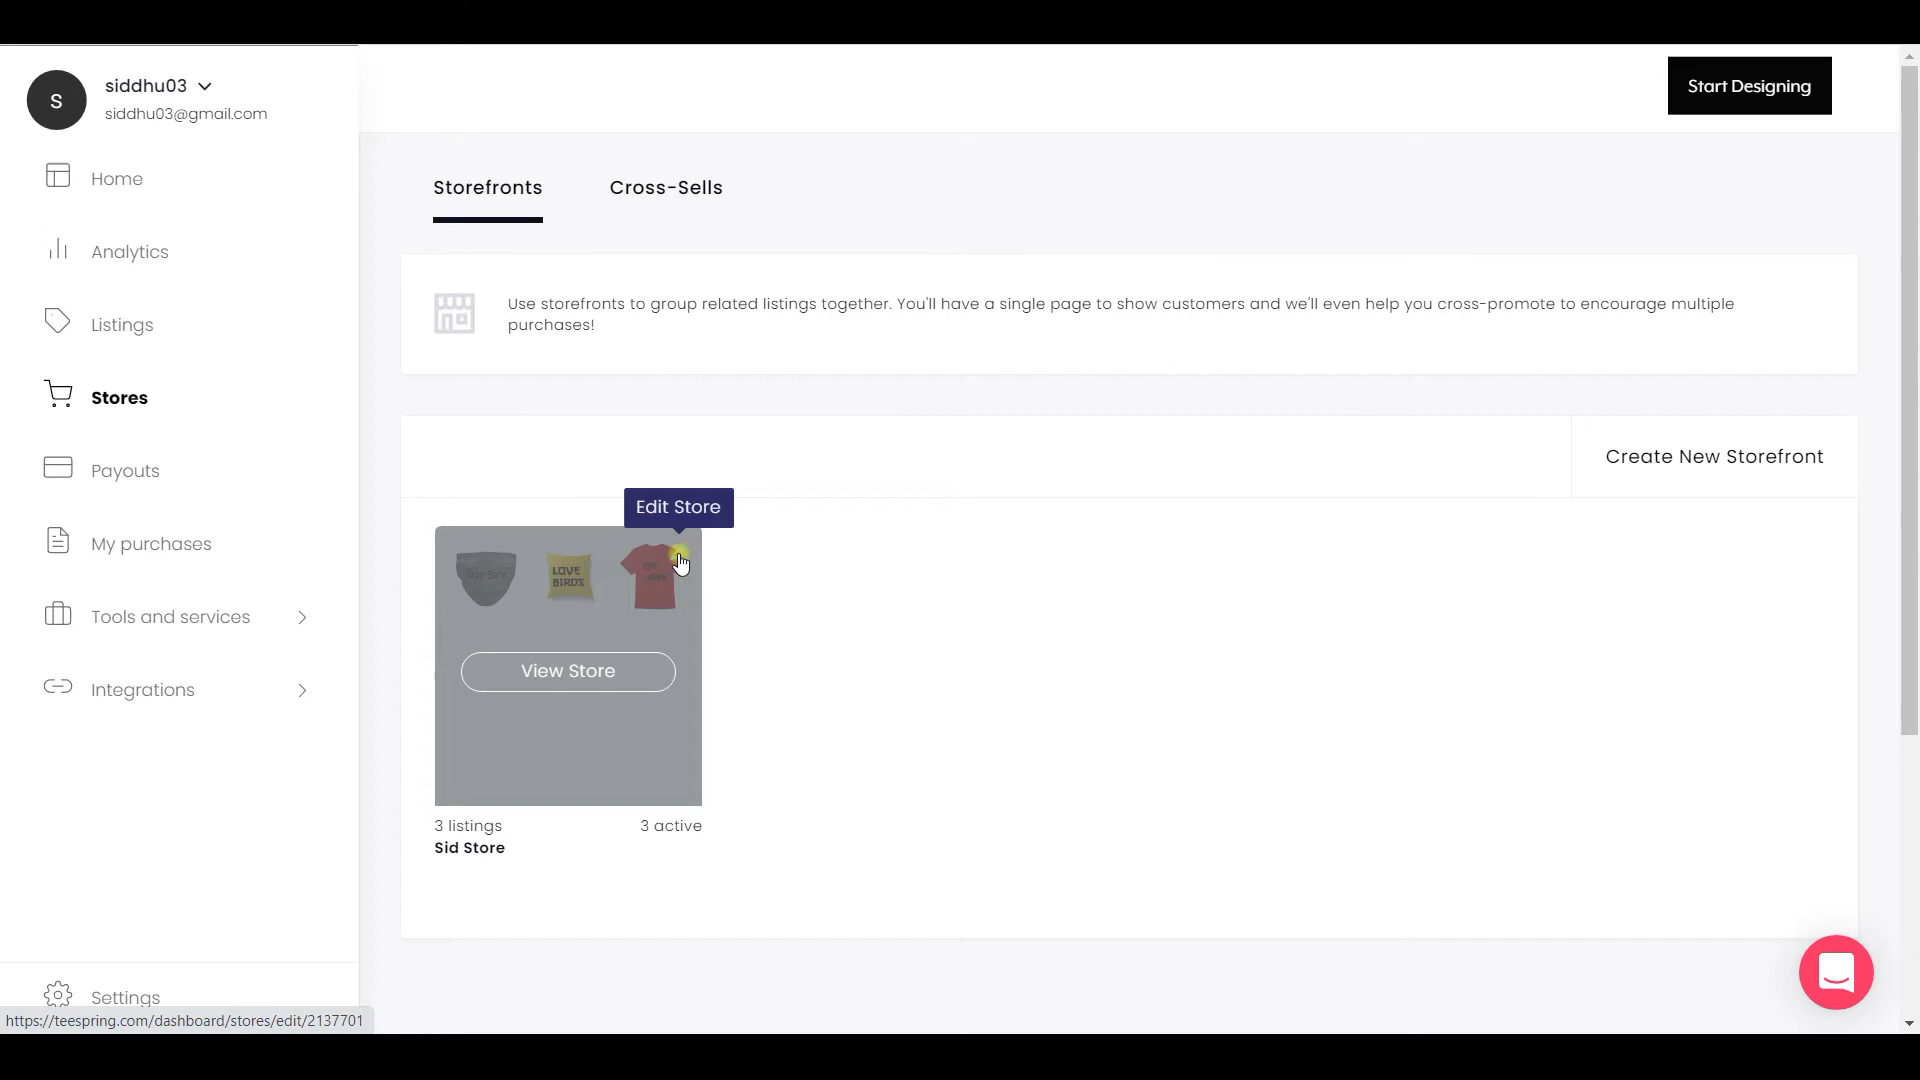 S
siddhu03
siddhu03@gmail.com
Start Designing
Home
Analytics
Listings
Stores
Payouts
My purchases
Tools and services
Integrations
Settings
Storefronts
Cross-Sells
Use storefronts to group related listings together. You'll have a single page to show customers and we'll even help you cross-promote to encourage multiple
purchases!
Create New Storefront
Edit Store
Stay Safe
LOVE
BIRDS
View Store
3 listings
3 active
Sid Store
https://teespring.com/dashboard/stores/edit/2137701